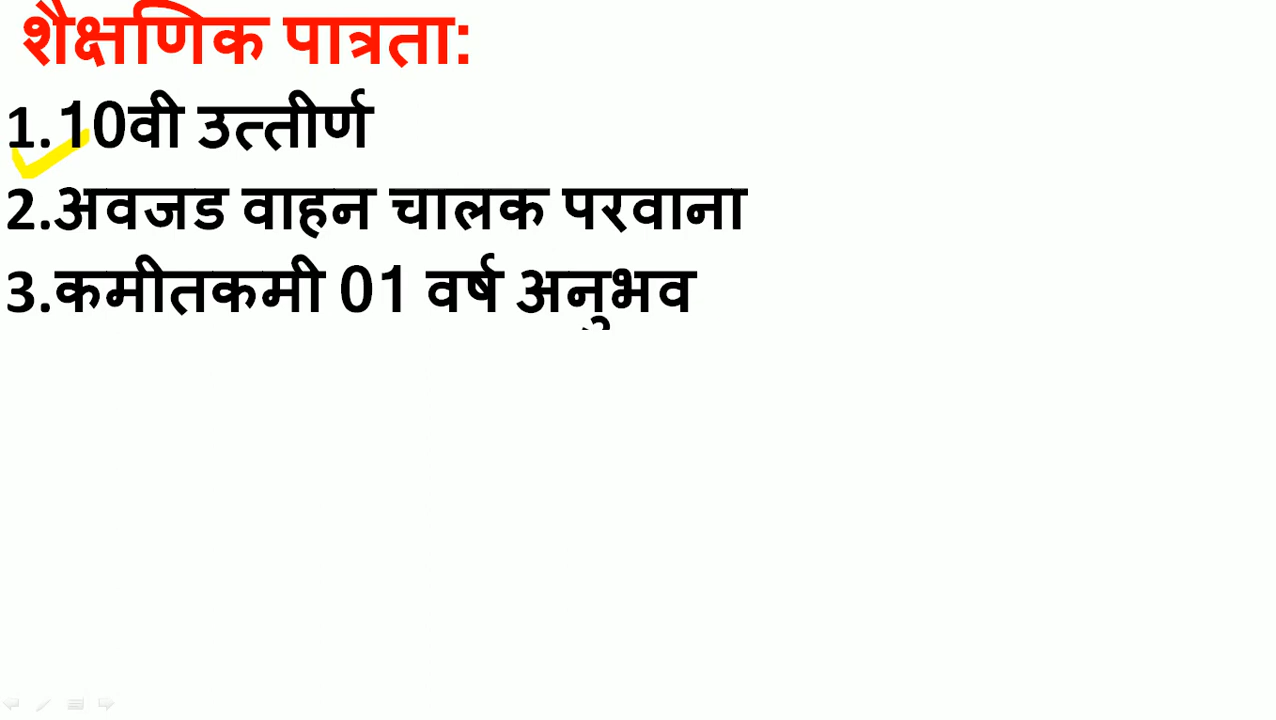 शैक्षणिक पात्रता:
1.10वी उत्तीर्ण
2.अवजड वाहन चालक परवाना
3.कमीतकमी 01 वर्ष अनुभव